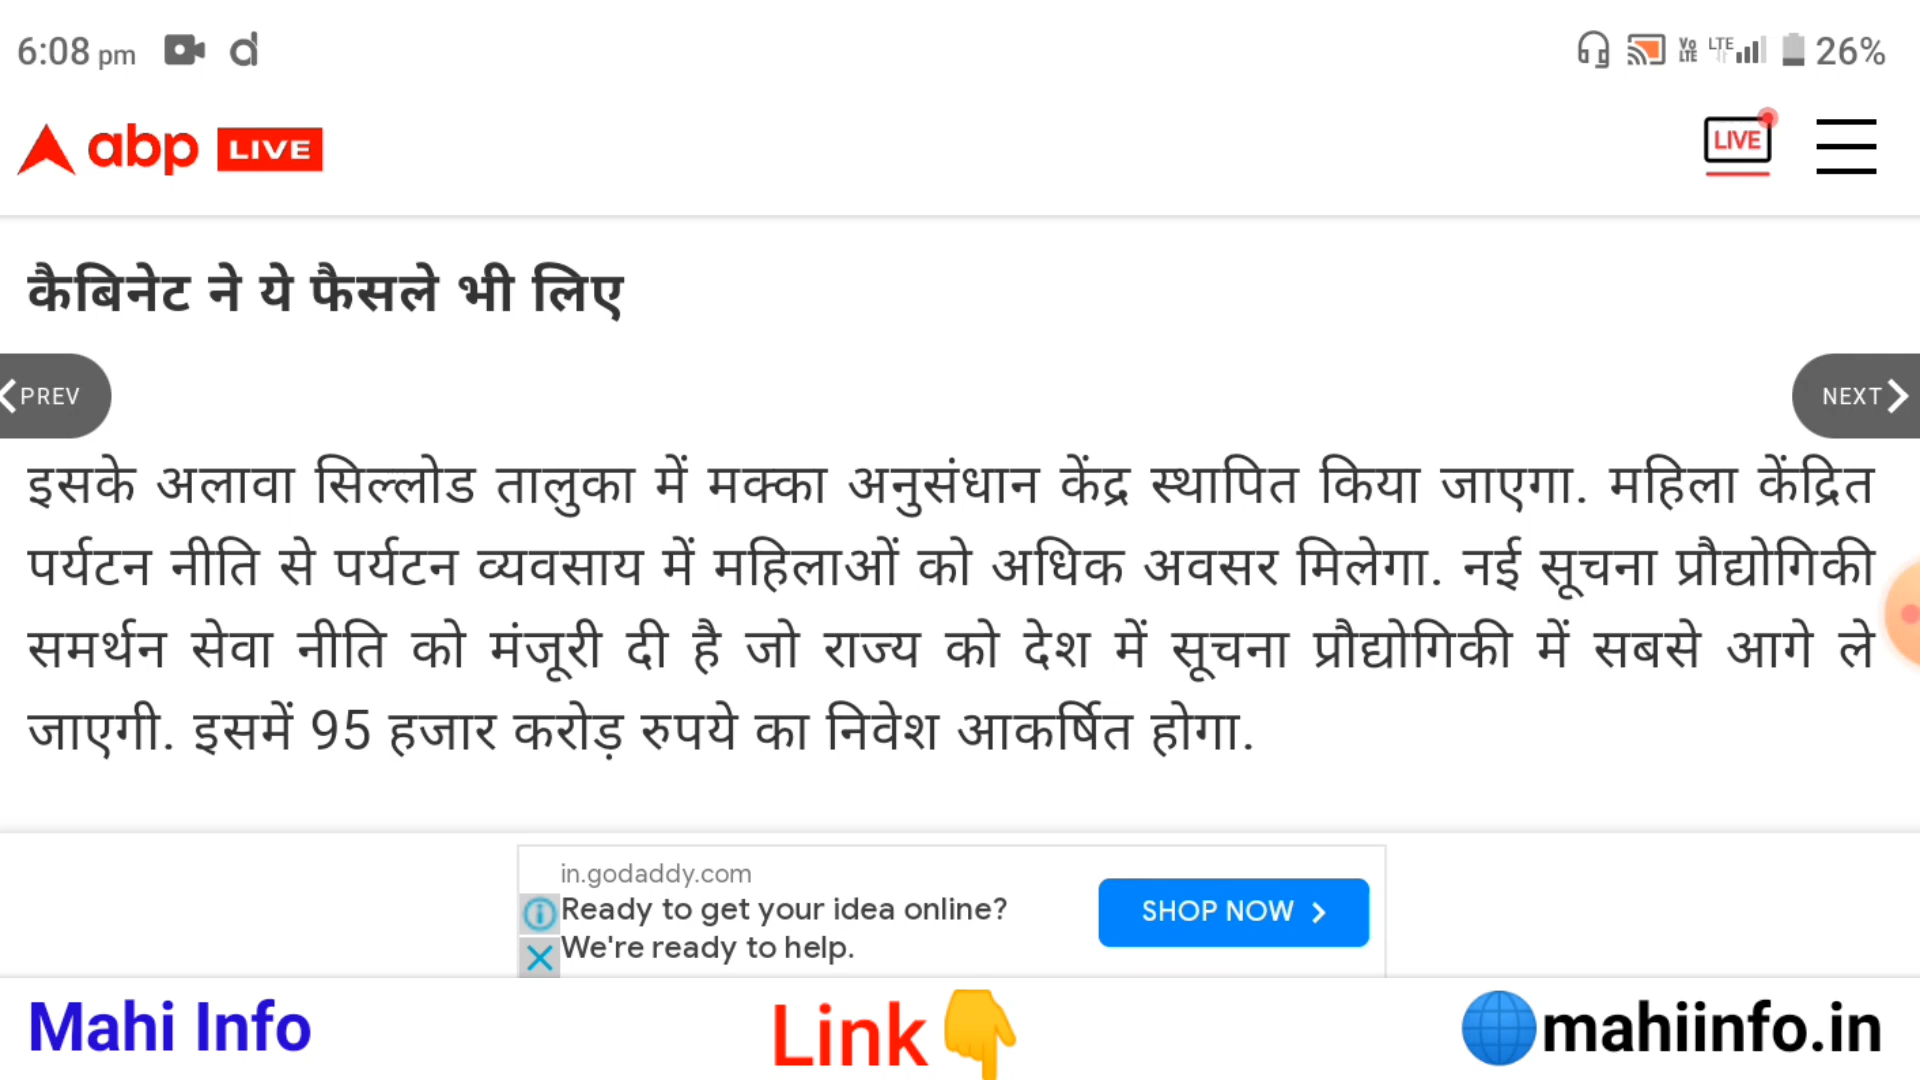 6:08 pm
Vo LTE LTE 26%
abp LIVE
LIVE
कैबिनेट ने ये फैसले भी लिए
PREV
NEXT
इसके अलावा सिल्लोड तालुका में मक्का अनुसंधान केंद्र स्थापित किया जाएगा. महिला केंद्रित
पर्यटन नीति से पर्यटन व्यवसाय में महिलाओं को अधिक अवसर मिलेगा. नई सूचना प्रौद्योगिकी
समर्थन सेवा नीति को मंजूरी दी है जो राज्य को देश में सूचना प्रौद्योगिकी में सबसे आगे ले
जाएगी. इसमें 95 हजार करोड़ रुपये का निवेश आकर्षित होगा.
in.godaddy.com
Ready to get your idea online?
We're ready to help.
SHOP NOW
Mahi Info
Link
mahiinfo.in